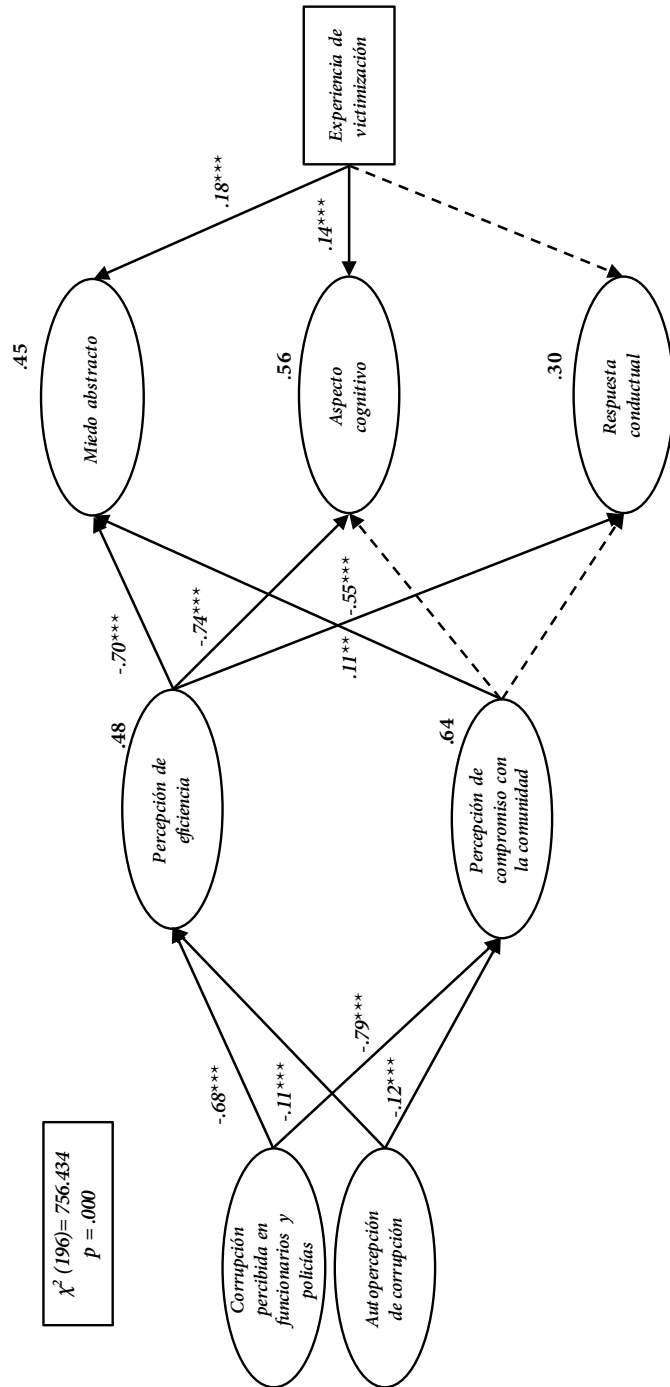 χ² (196)= 756.434
p = .000
Corrupción
percibida en
funcionarios y
policías
Autopercepción
de corrupción
-.68***
-.11***
-.79***
-.12***
Percepción de
eficiencia
.48
Percepción de
compromiso con
la comunidad
.64
-.70***
-.74***
-.55***
.11**
Miedo abstracto
.45
Aspecto
cognitivo
.56
Respuesta
conductual
.30
.18***
.14***
Experiencia de
victimización